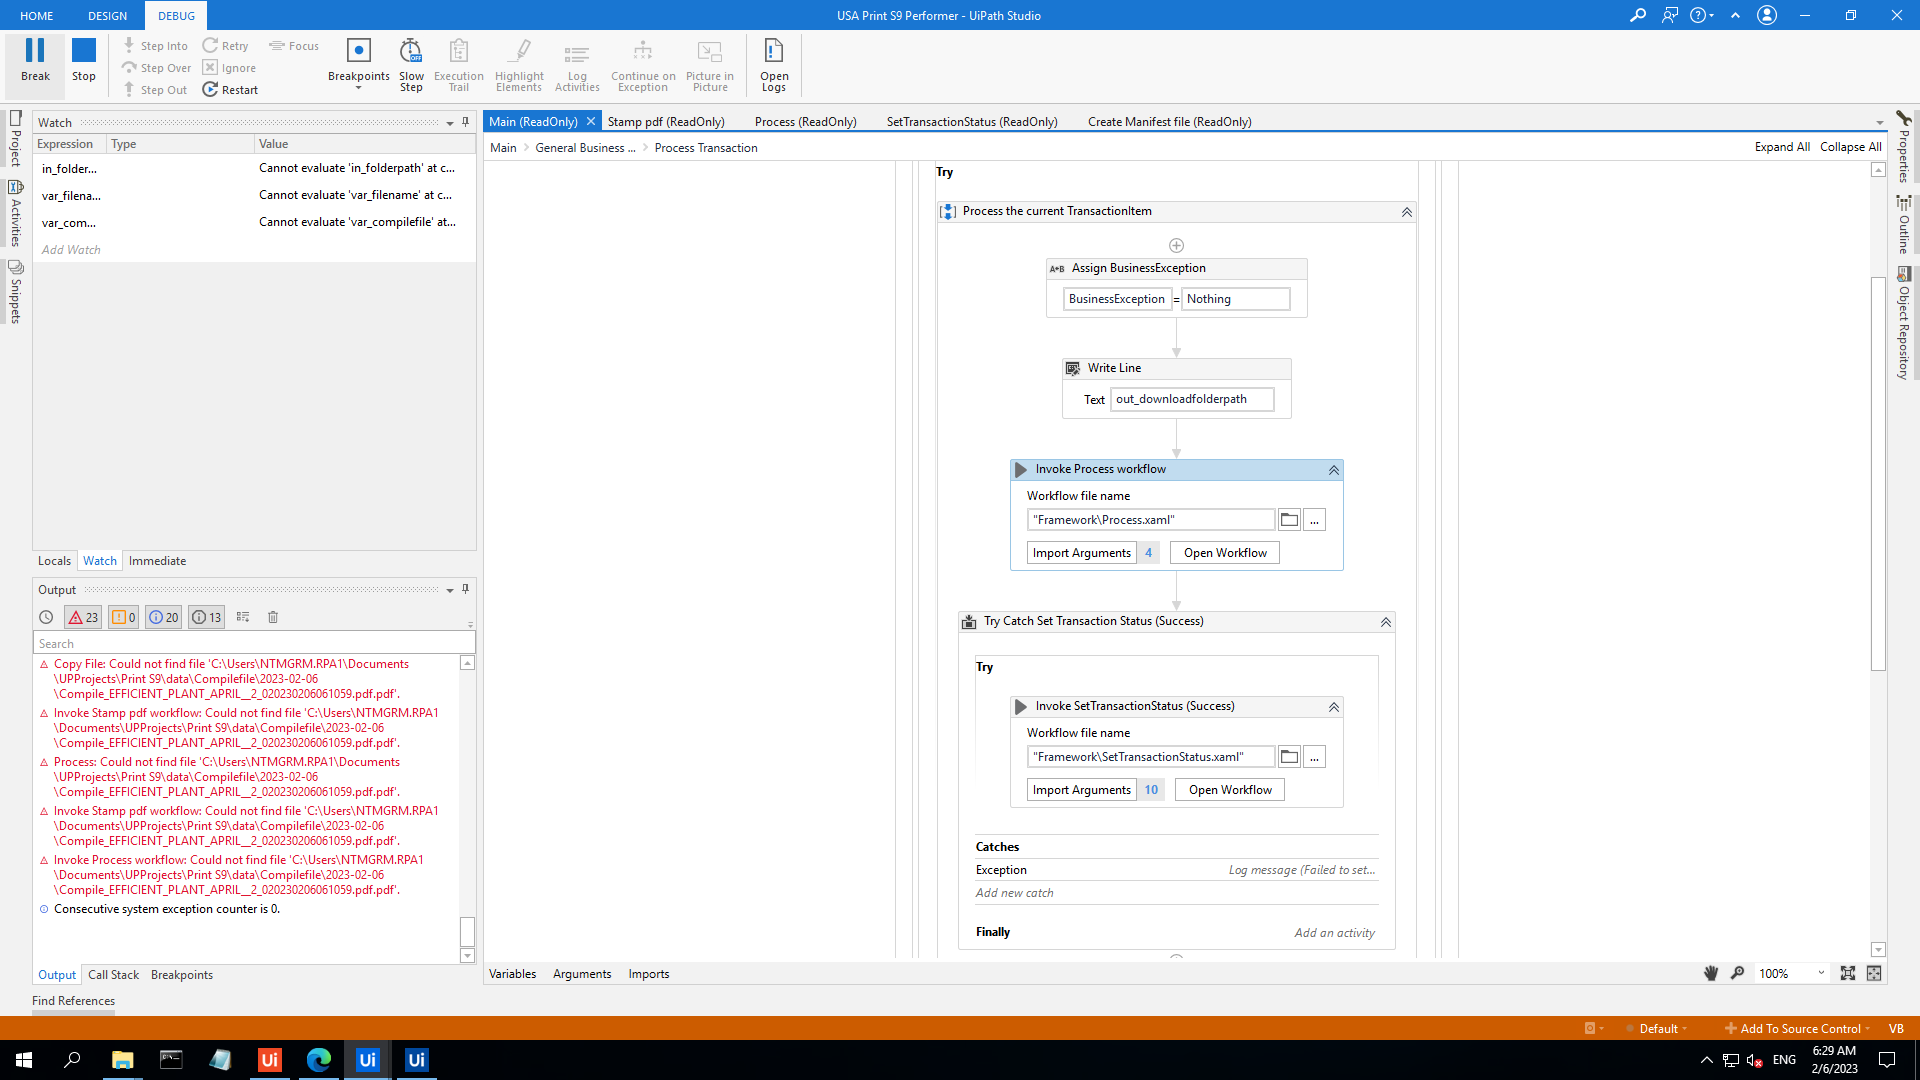 HOME DESIGN DEBUG
USA Print S9 Performer - UiPath Studio
Break
Stop
Step Into
Step Over
Step Out
Retry
Ignore
Restart
Focus
Breakpoints
Slow
Step
Execution
Trail
Highlight
Elements
Log
Activities
Continue on
Exception
Picture in
Picture
Open
Logs
Project
Activities
Snippets
Watch
Expression Type Value
in_folder... Cannot evaluate 'in_folderpath' at c...
var_filena... Cannot evaluate 'var_filename' at c...
var_com... Cannot evaluate 'var_compilefile' at...
Add Watch
Locals Watch Immediate
Output
23 0 20 13
Search
Copy File: Could not find file 'C:\Users\NTMGRM.RPA1\Documents
\UPProjects\Print S9\data\Compilefile\2023-02-06
\Compile_EFFICIENT_PLANT_APRIL__2_020230206061059.pdf.pdf'.
Invoke Stamp pdf workflow: Could not find file 'C:\Users\NTMGRM.RPA1
\Documents\UPProjects\Print S9\data\Compilefile\2023-02-06
\Compile_EFFICIENT_PLANT_APRIL__2_020230206061059.pdf.pdf'.
Process: Could not find file 'C:\Users\NTMGRM.RPA1\Documents
\UPProjects\Print S9\data\Compilefile\2023-02-06
\Compile_EFFICIENT_PLANT_APRIL__2_020230206061059.pdf.pdf'.
Invoke Stamp pdf workflow: Could not find file 'C:\Users\NTMGRM.RPA1
\Documents\UPProjects\Print S9\data\Compilefile\2023-02-06
\Compile_EFFICIENT_PLANT_APRIL__2_020230206061059.pdf.pdf'.
Invoke Process workflow: Could not find file 'C:\Users\NTMGRM.RPA1
\Documents\UPProjects\Print S9\data\Compilefile\2023-02-06
\Compile_EFFICIENT_PLANT_APRIL__2_020230206061059.pdf.pdf'.
Consecutive system exception counter is 0.
Output Call Stack Breakpoints
Find References
Main (ReadOnly) Stamp pdf (ReadOnly) Process (ReadOnly) SetTransactionStatus (ReadOnly) Create Manifest file (ReadOnly)
Main General Business ... Process Transaction
Expand All Collapse All
Try
Process the current TransactionItem
A+B Assign BusinessException
BusinessException = Nothing
Write Line
Text out_downloadfolderpath
Invoke Process workflow
Workflow file name
"Framework\Process.xaml" ...
Import Arguments 4 Open Workflow
Try Catch Set Transaction Status (Success)
Try
Invoke SetTransactionStatus (Success)
Workflow file name
"Framework\SetTransactionStatus.xaml" ...
Import Arguments 10 Open Workflow
Catches
Exception Log message (Failed to set...
Add new catch
Finally Add an activity
Variables Arguments Imports
100%
Properties
Outline
Object Repository
Default Add To Source Control VB
Ui Ui Ui
ENG
6:29 AM
2/6/2023